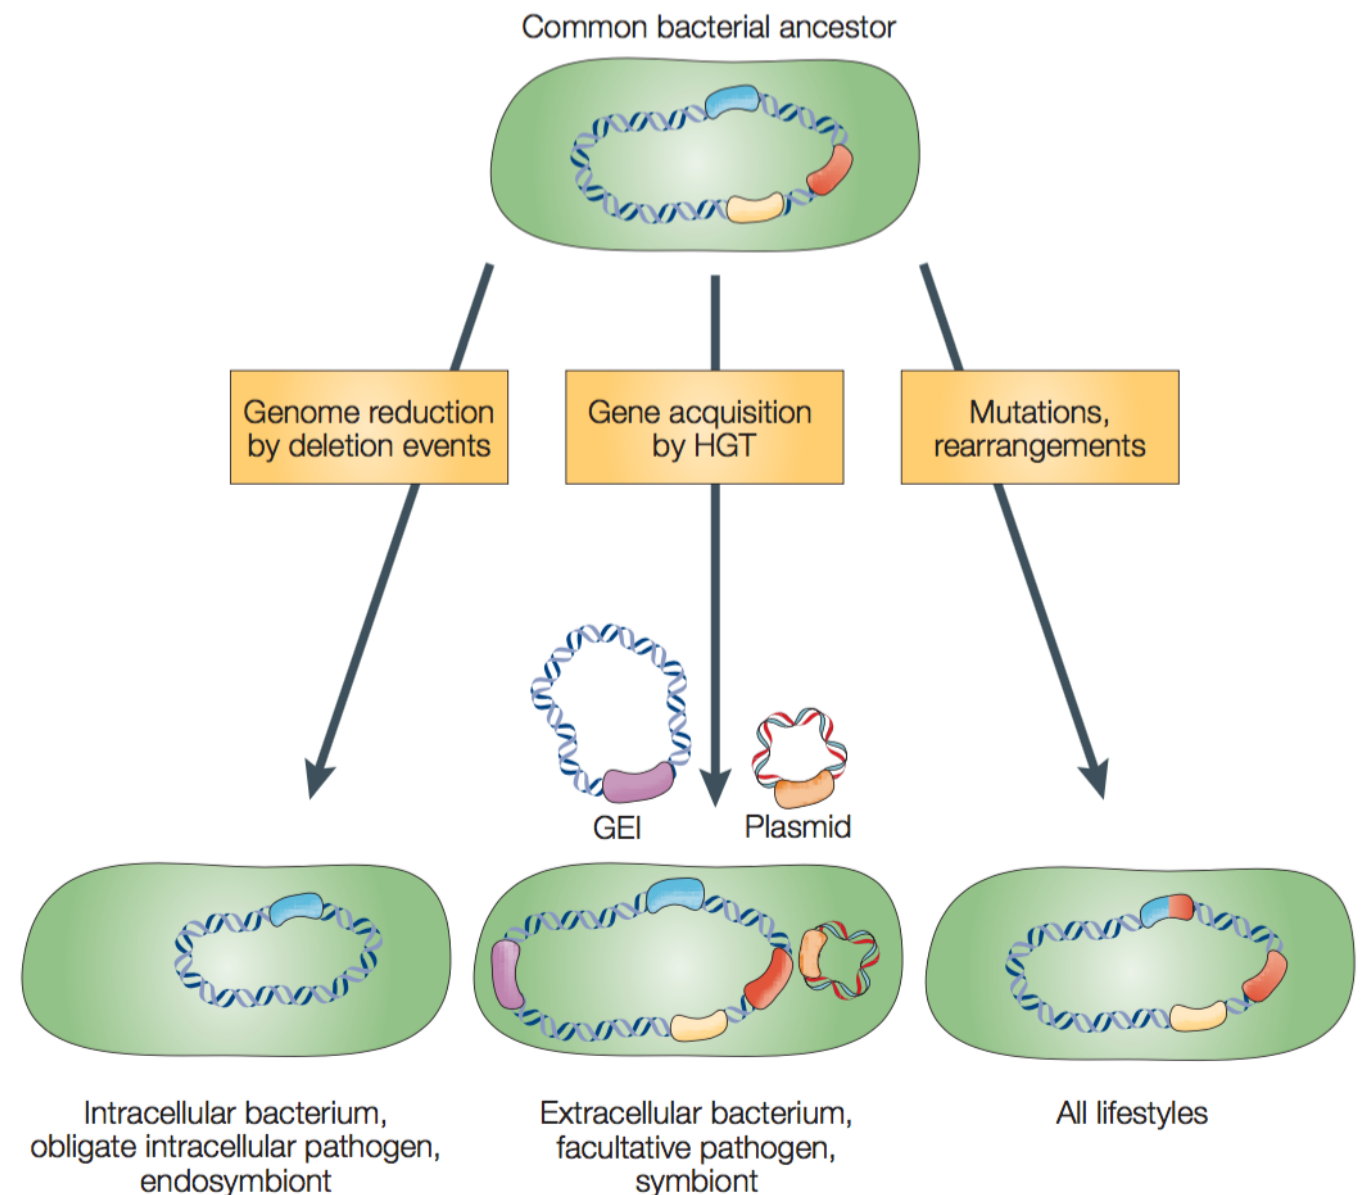 Common bacterial ancestor
Genome reduction
by deletion events
Gene acquisition
by HGT
Mutations,
rearrangements
GEI
Plasmid
Intracellular bacterium,
obligate intracellular pathogen,
endosymbiont
Extracellular bacterium,
facultative pathogen,
symbiont
All lifestyles